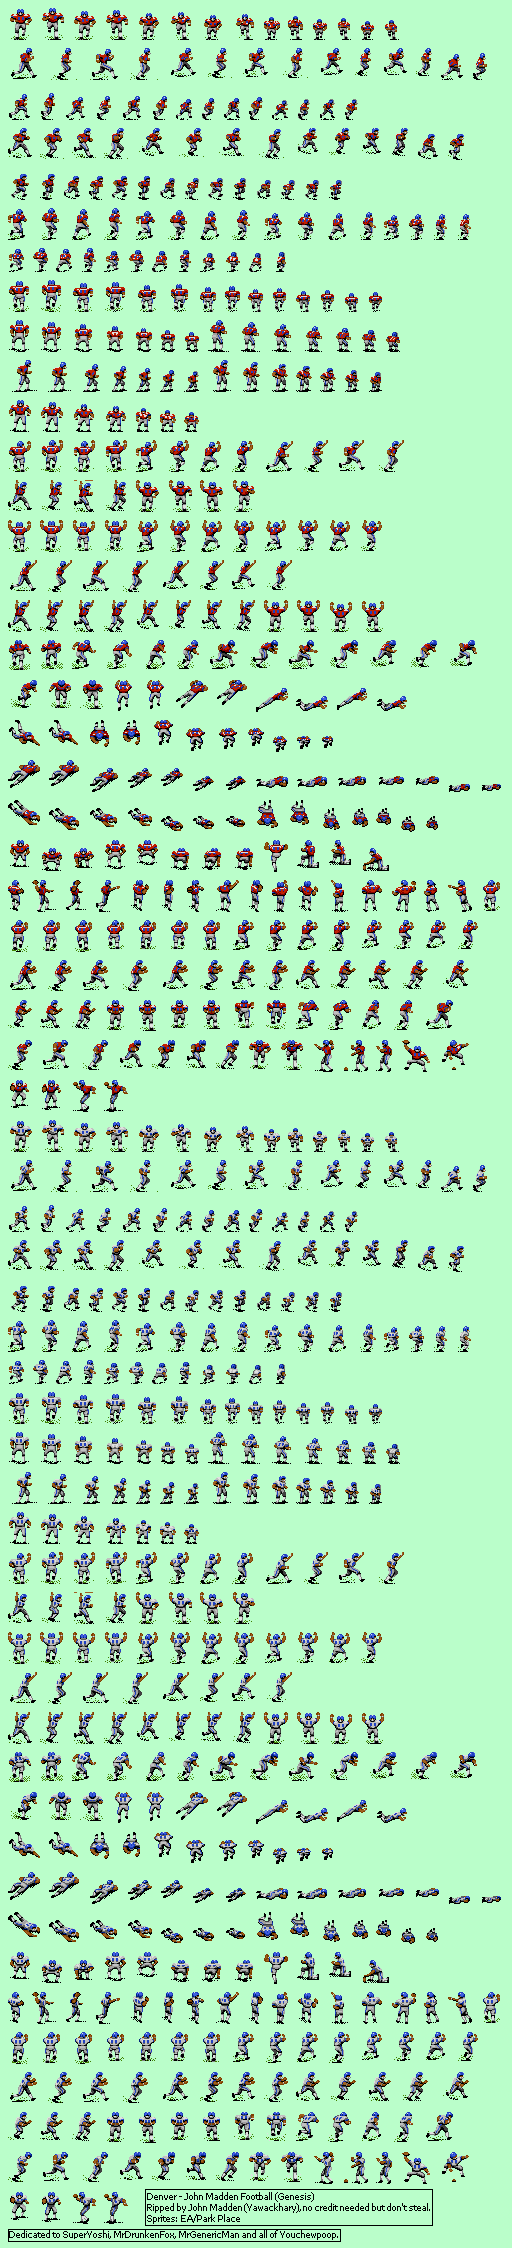 Denver - John Madden Football (Genesis)
Ripped by John Madden (Yawackhary), no credit needed but don't steal.
Sprites: EA/Park Place
Dedicated to SuperYoshi, MrDrunkenFox, MrGenericMan and all of Youchewpoop.